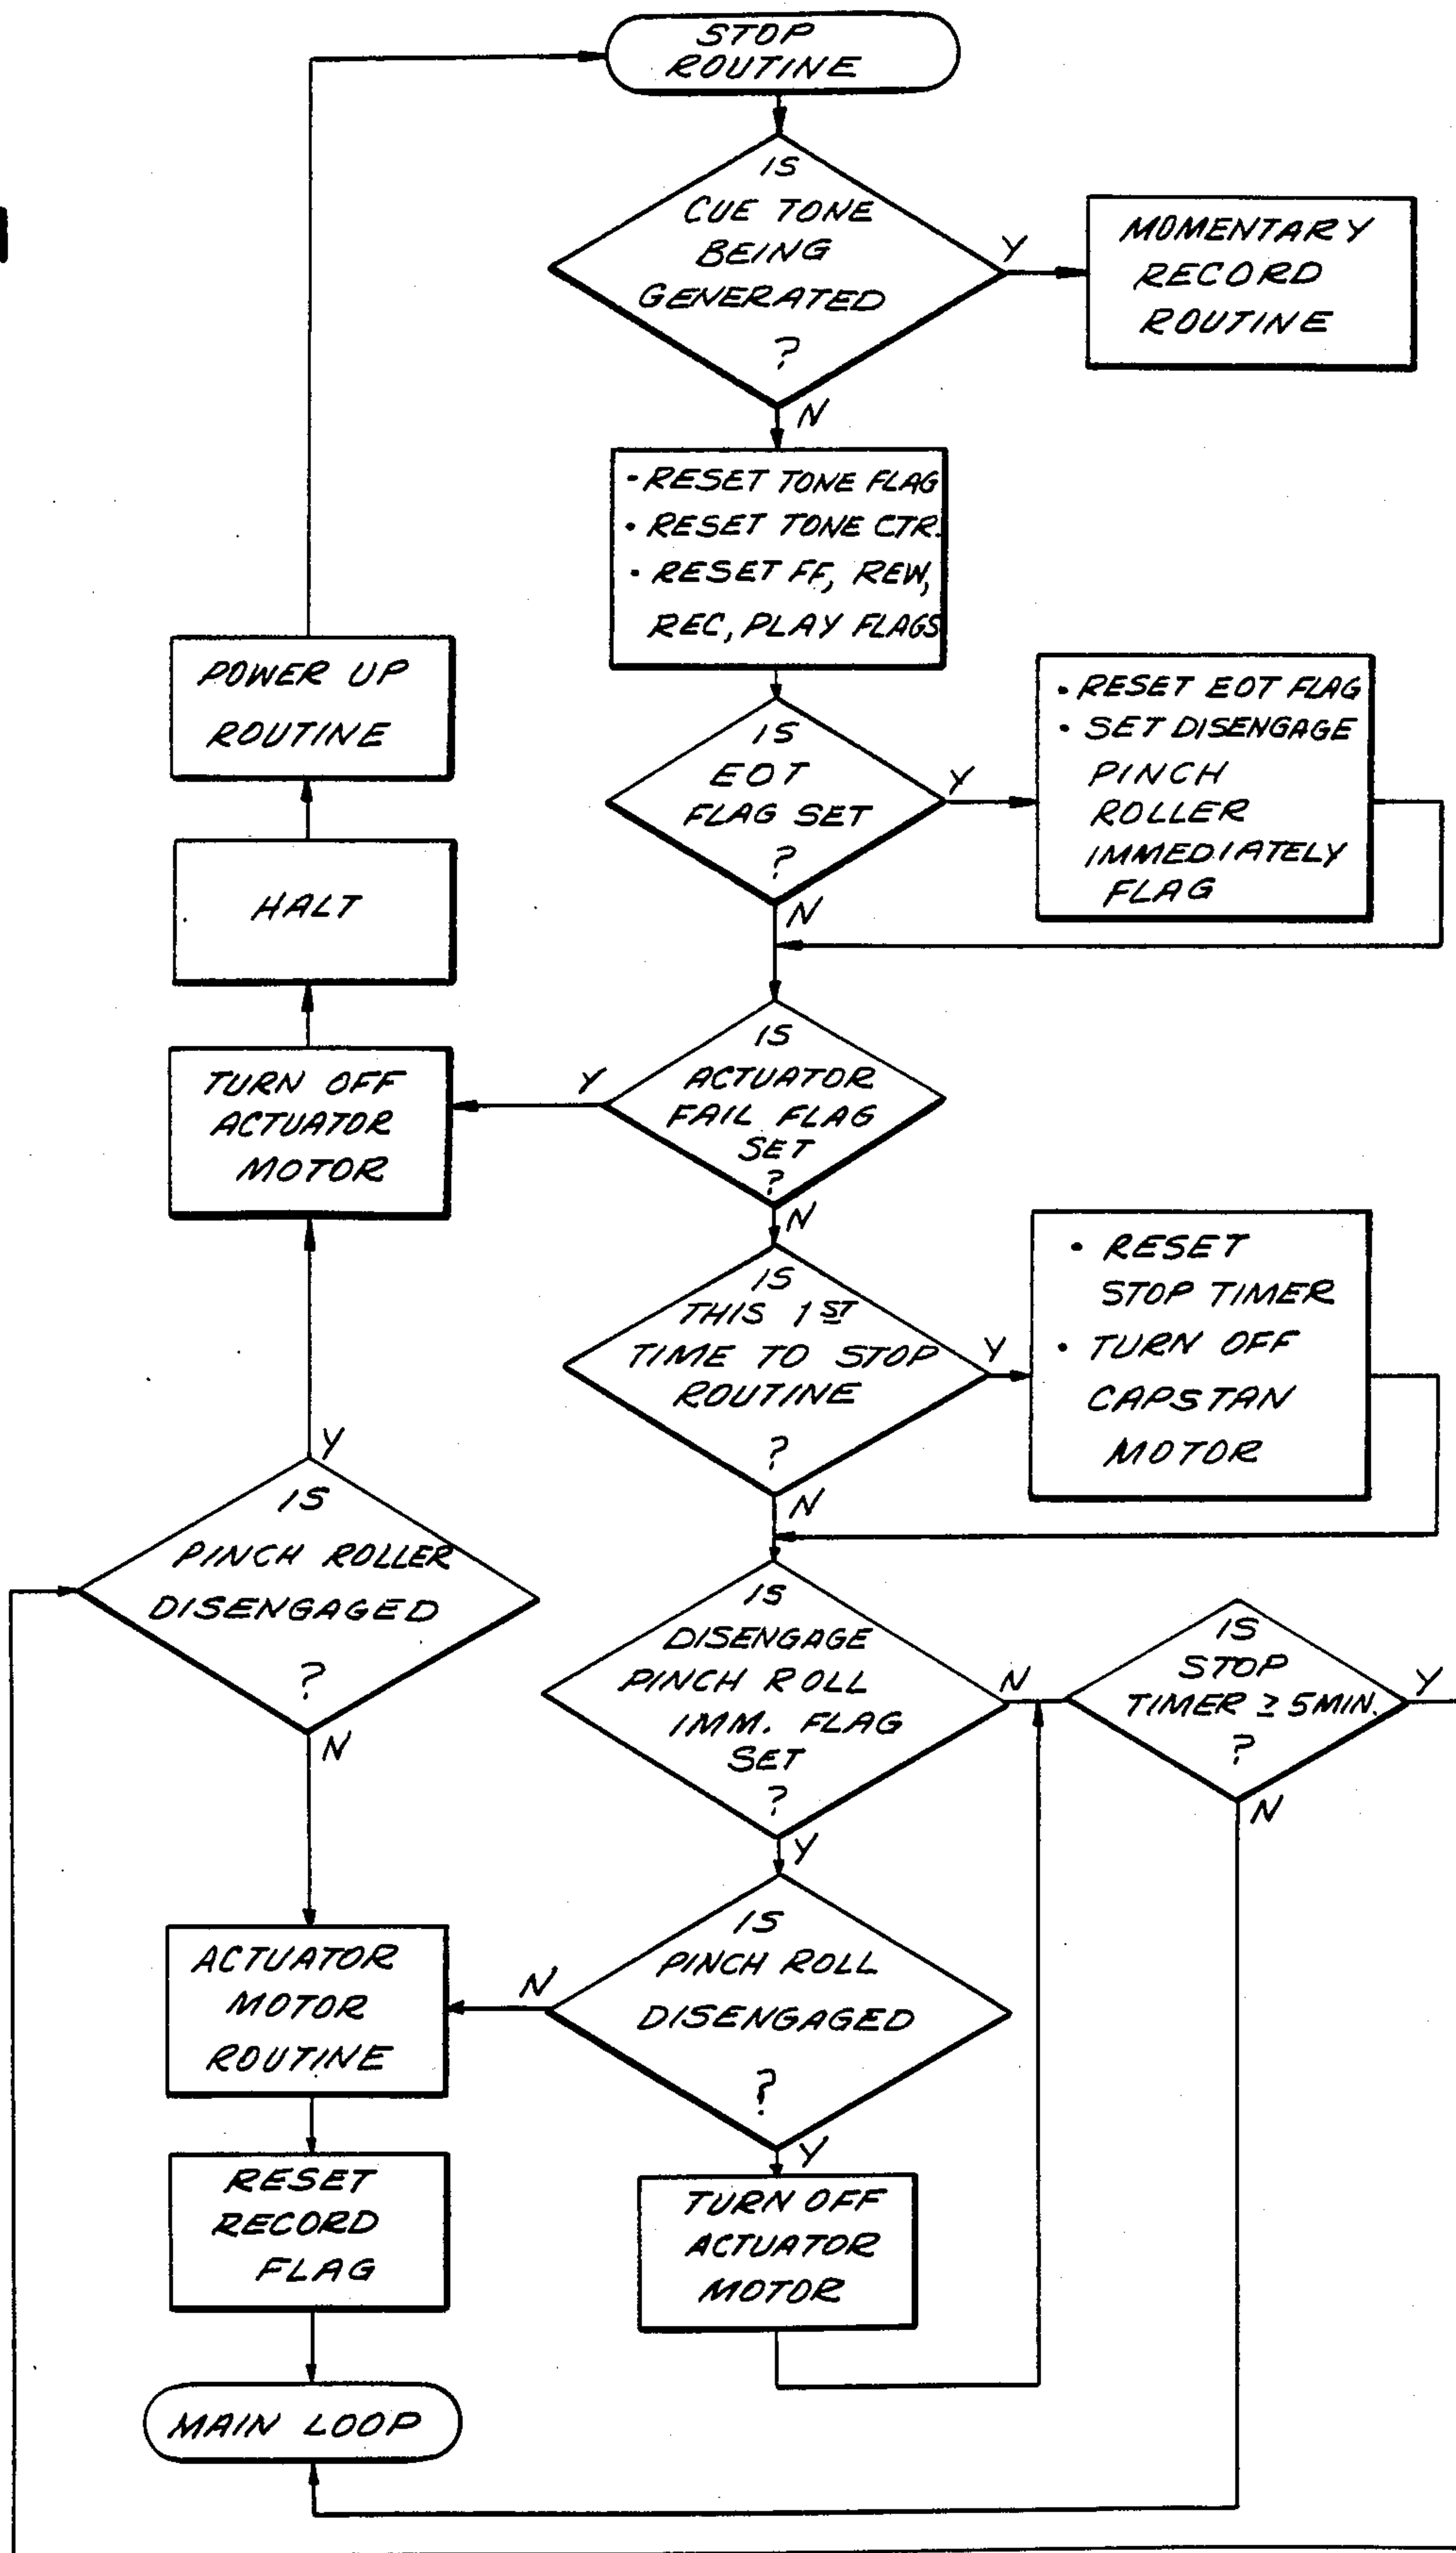 STOP
ROUTINE
IS
CUE TONE
BEING
GENERATED
?
Y
MOMENTARY
RECORD
ROUTINE
N
• RESET TONE FLAG
• RESET TONE CTR.
• RESET FF, REW,
REC, PLAY FLAGS
IS
EOT
FLAG SET
?
Y
• RESET EOT FLAG
• SET DISENGAGE
PINCH
ROLLER
IMMEDIATELY
FLAG
N
POWER UP
ROUTINE
HALT
TURN OFF
ACTUATOR
MOTOR
Y
IS
ACTUATOR
FAIL FLAG
SET
?
N
IS
THIS 1ST
TIME TO STOP
ROUTINE
?
Y
• RESET
STOP TIMER
• TURN OFF
CAPSTAN
MOTOR
N
Y
IS
PINCH ROLLER
DISENGAGED
?
N
IS
DISENGAGE
PINCH ROLL
IMM. FLAG
SET
?
N
Y
IS
STOP
TIMER ≥ 5MIN.
?
Y
N
IS
PINCH ROLL
DISENGAGED
?
N
Y
ACTUATOR
MOTOR
ROUTINE
RESET
RECORD
FLAG
TURN OFF
ACTUATOR
MOTOR
MAIN LOOP